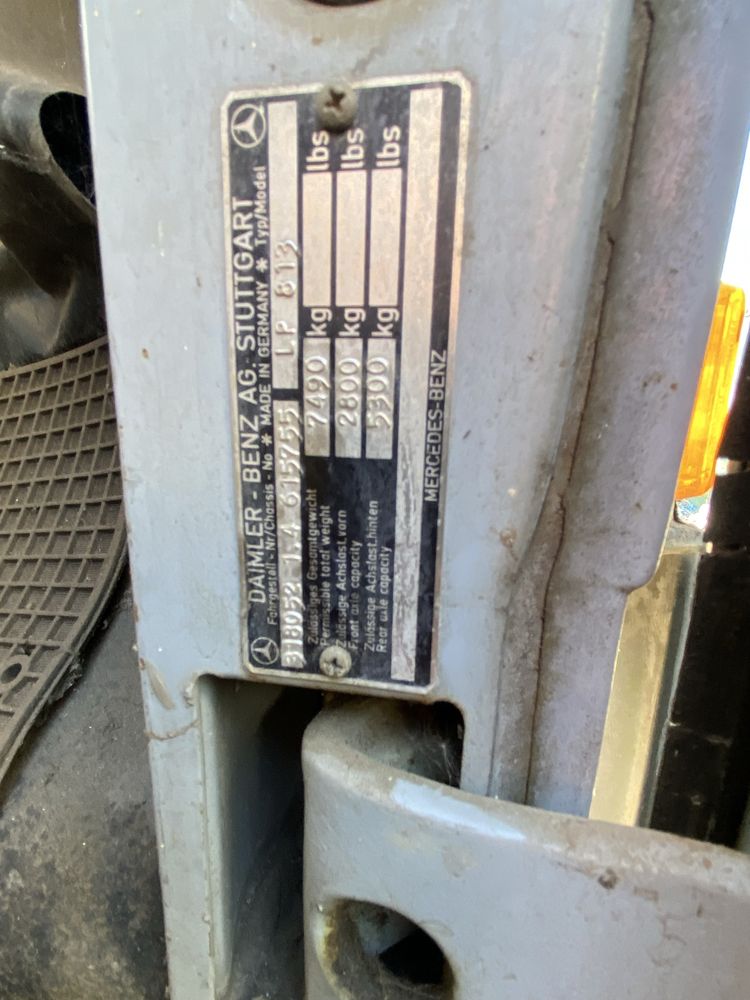 DAIMLER - BENZ AG. STUTTGART
Fahrgestell - Nr/Chassis - No * MADE IN GERMANY * Typ/Model
318052 1.4 615755 LP 813
Zulässiges Gesamtgewicht
Permissible total weight
7490 kg lbs
Zulässige Achslast.vorn
Front axle capacity
2800 kg lbs
Zulässige Achslast.hinten
Rear axle capacity
5300 kg lbs
MERCEDES-BENZ